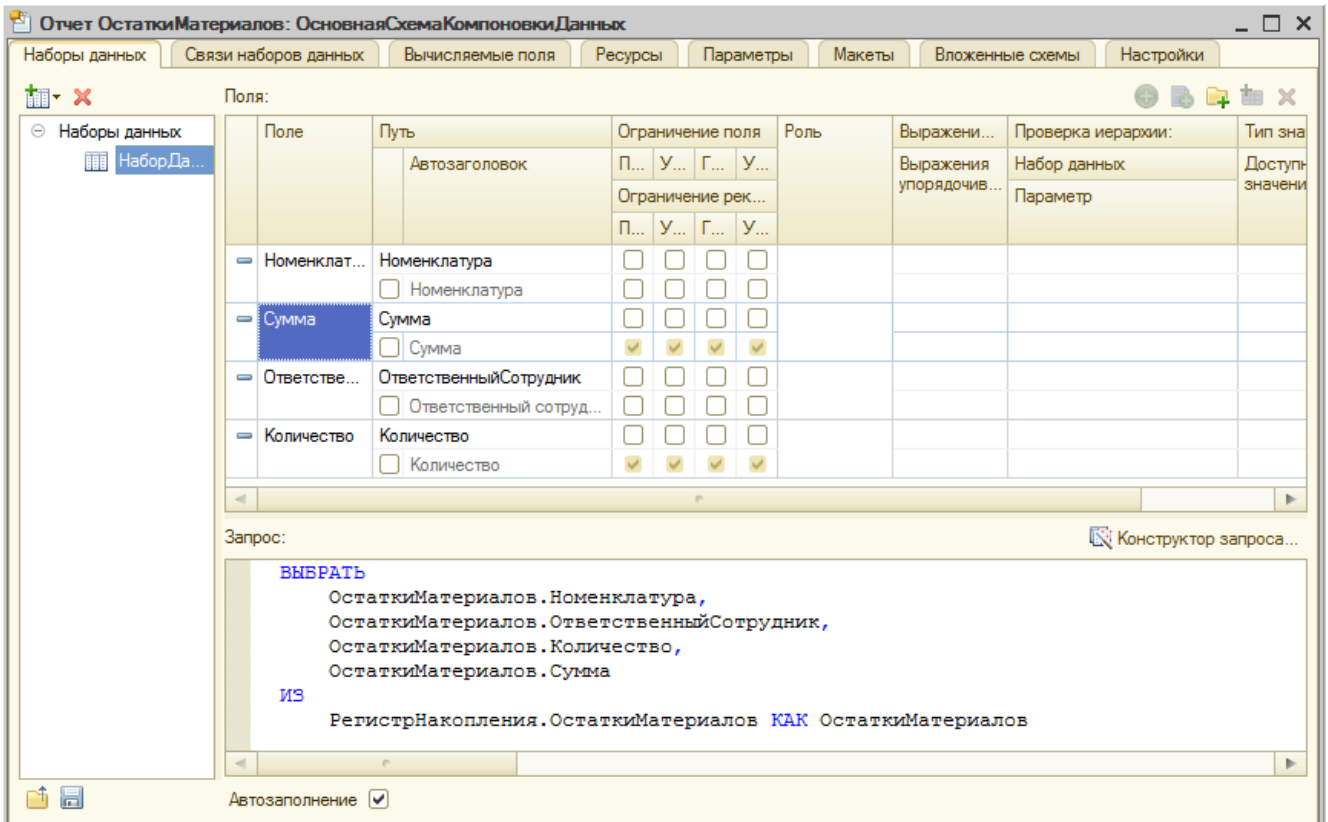 Отчет ОстаткиМатериалов: ОсновнаяСхемаКомпоновкиДанных
Наборы данных Связи наборов данных Вычисляемые поля Ресурсы Параметры Макеты Вложенные схемы Настройки
Поля:
Наборы данных
НаборДа...
Поле Путь Ограничение поля Роль Выражени... Проверка иерархии: Тип зна
Автозаголовок П... У... Г... У... Выражения упорядочив... Набор данных Доступн значени
Ограничение рек... Параметр
П... У... Г... У...
Номенклат... Номенклатура
Номенклатура
Сумма Сумма
Сумма
Ответстве... ОтветственныйСотрудник
Ответственный сотруд...
Количество Количество
Количество
Запрос: Конструктор запроса...
ВЫБРАТЬ
ОстаткиМатериалов.Номенклатура,
ОстаткиМатериалов.ОтветственныйСотрудник,
ОстаткиМатериалов.Количество,
ОстаткиМатериалов.Сумма
ИЗ
РегистрНакопления.ОстаткиМатериалов КАК ОстаткиМатериалов
Автозаполнение